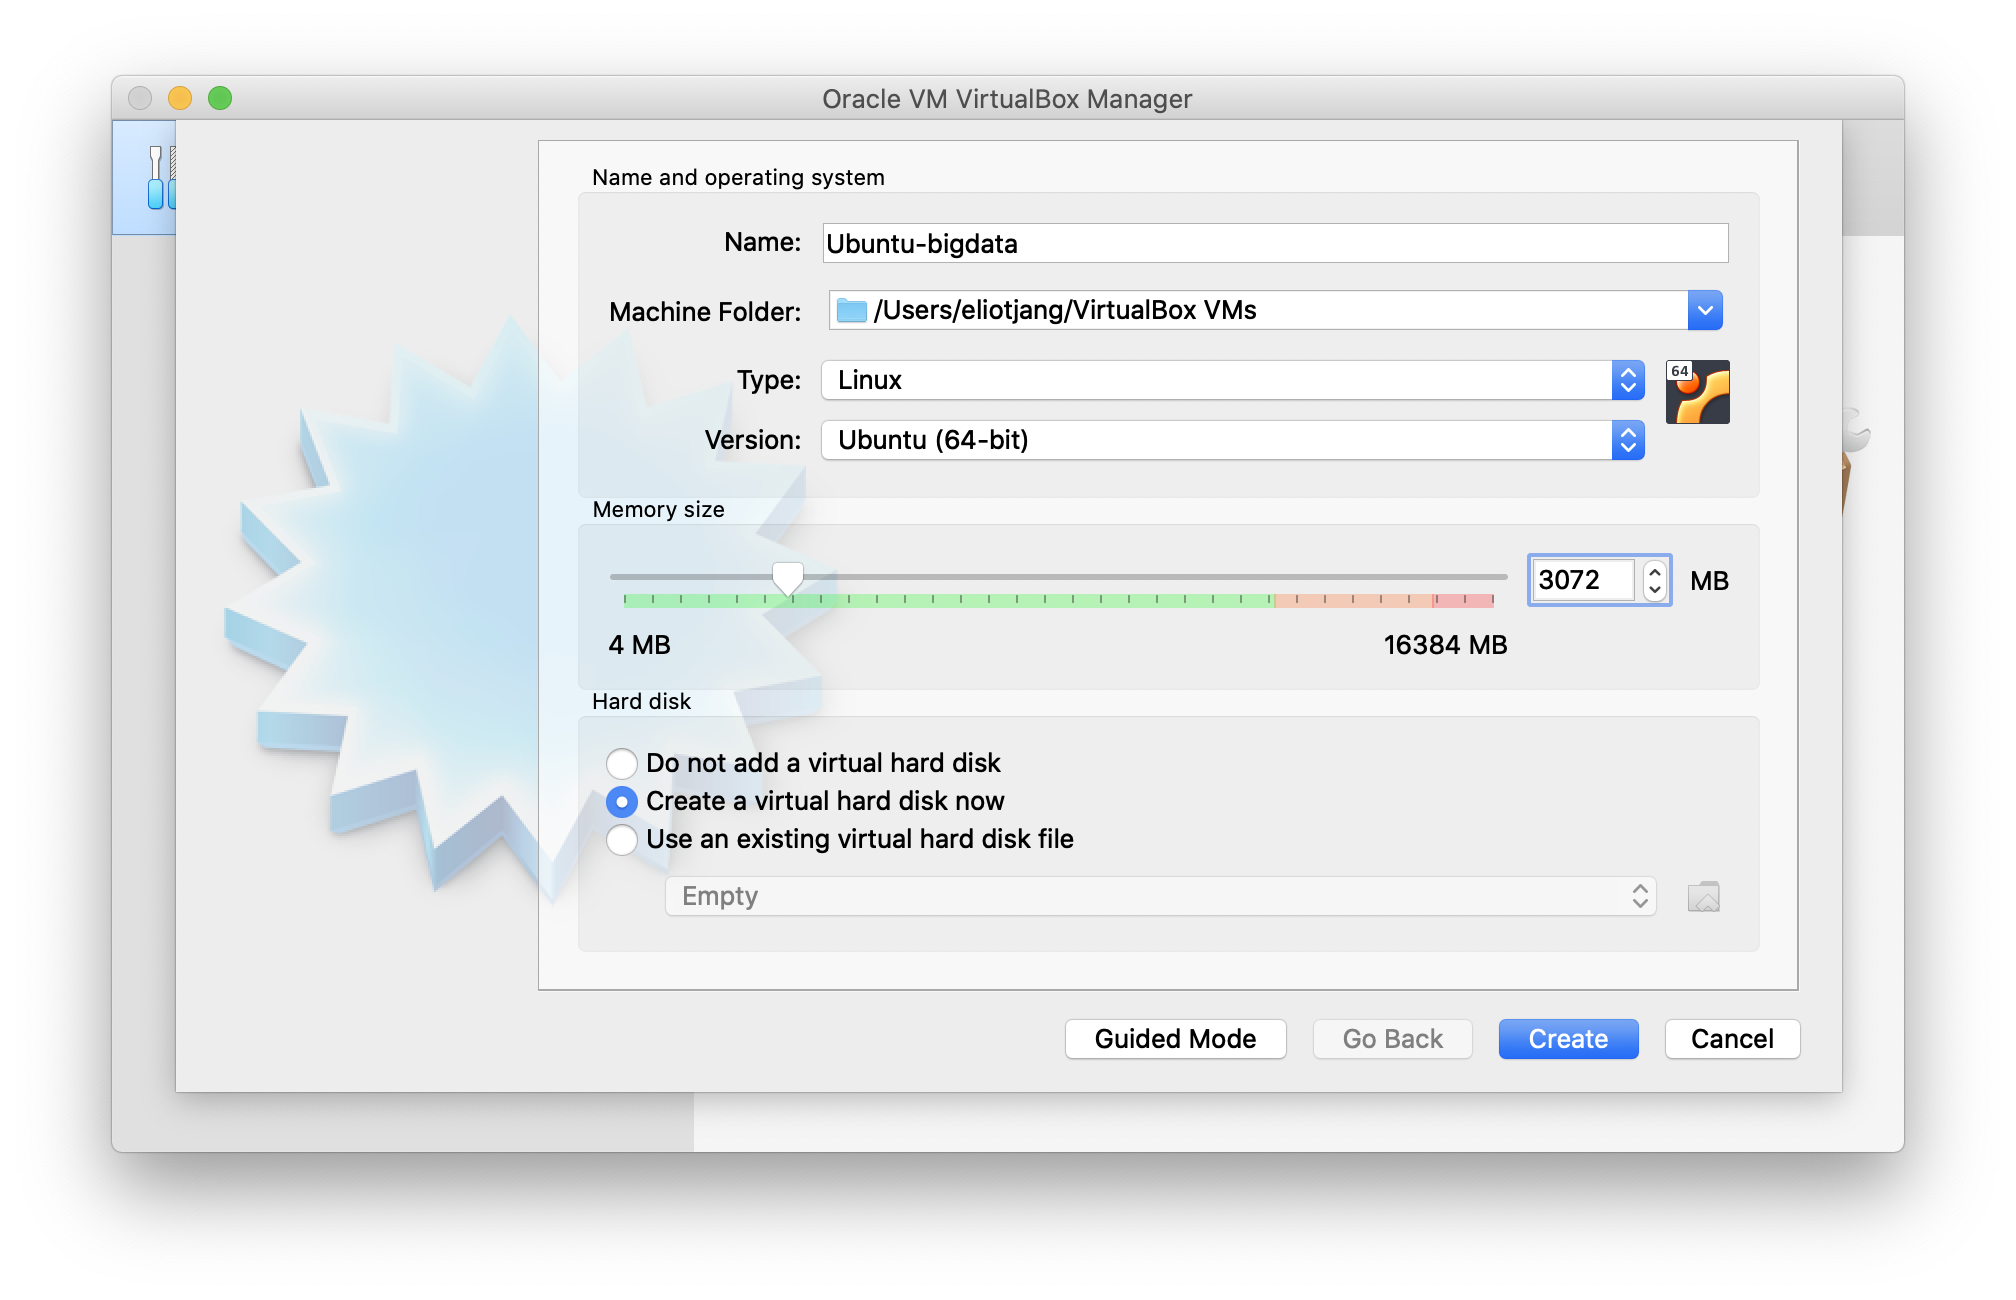 Oracle VM VirtualBox Manager
Name and operating system
Name: Ubuntu-bigdata
Machine Folder: /Users/eliotjang/VirtualBox VMs
Type: Linux
64
Version: Ubuntu (64-bit)
Memory size
3072 MB
4 MB 16384 MB
Hard disk
Do not add a virtual hard disk
Create a virtual hard disk now
Use an existing virtual hard disk file
Empty
Guided Mode Go Back Create Cancel